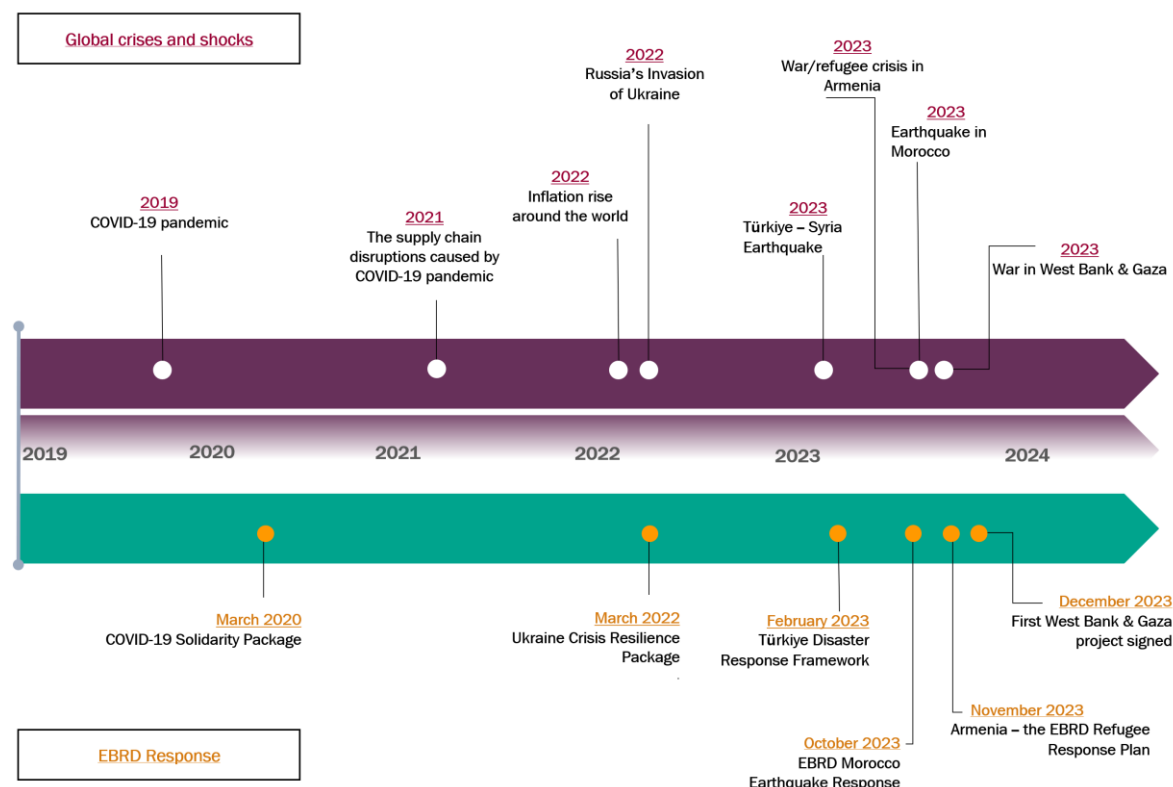 Global crises and shocks
2019
COVID-19 pandemic
2021
The supply chain
disruptions caused by
COVID-19 pandemic
2022
Inflation rise
around the world
2022
Russia's Invasion
of Ukraine
2023
Türkiye – Syria
Earthquake
2023
War/refugee crisis in
Armenia
2023
Earthquake in
Morocco
2023
War in West Bank & Gaza
2019
2020
2021
2022
2023
2024
March 2020
COVID-19 Solidarity Package
March 2022
Ukraine Crisis Resilience
Package
February 2023
Türkiye Disaster
Response Framework
October 2023
EBRD Morocco
Earthquake Response
November 2023
Armenia – the EBRD Refugee
Response Plan
December 2023
First West Bank & Gaza
project signed
EBRD Response